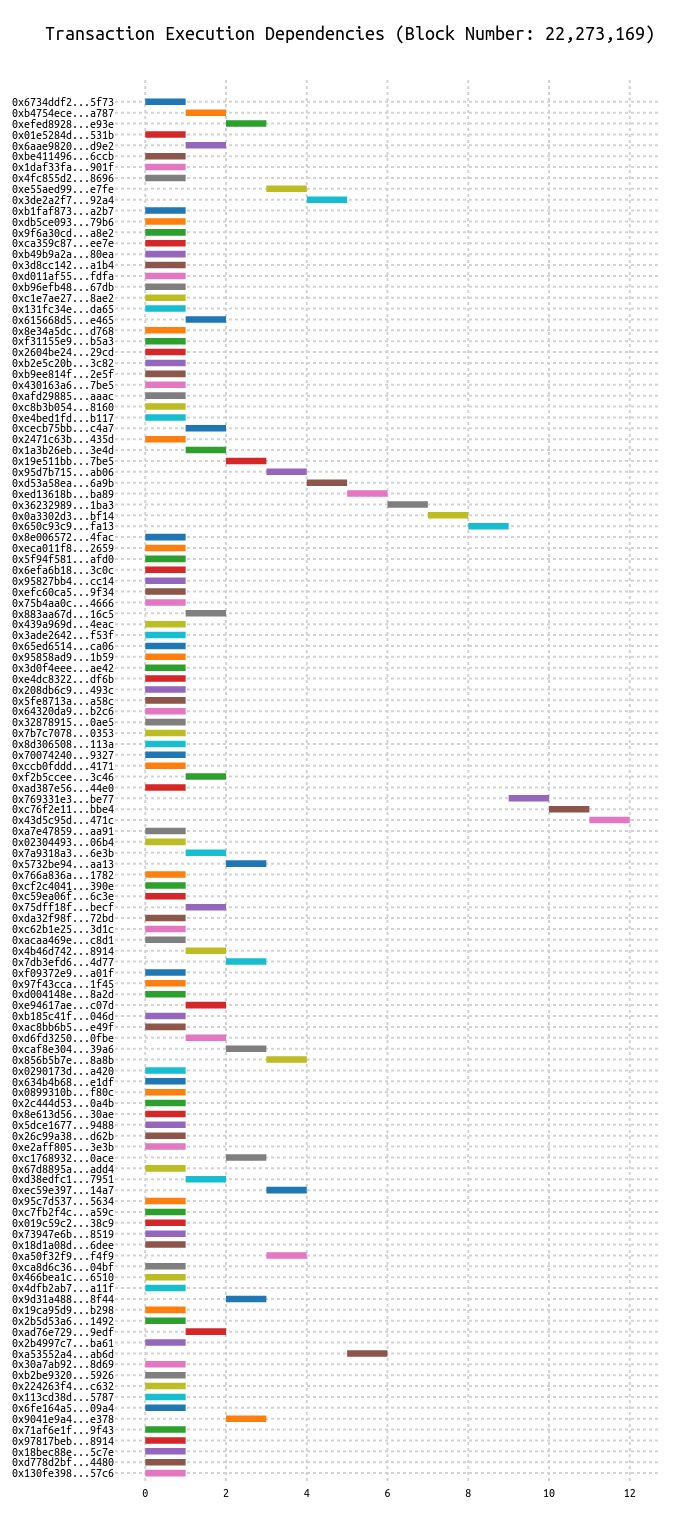 Transaction Execution Dependencies (Block Number: 22,273,169)
0x6734ddf2...5f73
0xb4754ece...a787
0xefed8928...e93e
0x01e5284d...531b
0x6aae9820...d9e2
0xbe411496...6ccb
0x1daf33fa...901f
0x4fc855d2...8696
0xe55aed99...e7fe
0x3de2a2f7...92a4
0xb1faf873...a2b7
0xdb5ce093...79b6
0x9f6a30cd...a8e2
0xca359c87...ee7e
0xb49b9a2a...80ea
0x3d8cc142...a1b4
0xd011af55...fdfa
0xb96efb48...67db
0xc1e7ae27...8ae2
0x131fc34e...da65
0x615668d5...e465
0x8e34a5dc...d768
0xf31155e9...b5a3
0x2604be24...29cd
0xb2e5c20b...3c82
0xb9ee814f...2e5f
0x430163a6...7be5
0xafd29885...aaac
0xc8b3b054...8160
0xe4bed1fd...b117
0xcecb75bb...c4a7
0x2471c63b...435d
0x1a3b26eb...3e4d
0x19e511bb...7be5
0x95d7b715...ab06
0xd53a58ea...6a9b
0xed13618b...ba89
0x36232989...1ba3
0x0a3302d3...bf14
0x650c93c9...fa13
0x8e006572...4fac
0xeca011f8...2659
0x5f94f581...afd0
0x6efa6b18...3c0c
0x95827bb4...cc14
0xefc60ca5...9f34
0x75b4aa0c...4666
0x883aa67d...16c5
0x439a969d...4eac
0x3ade2642...f53f
0x65ed6514...ca06
0x95858ad9...1b59
0x3d0f4eee...ae42
0xe4dc8322...df6b
0x208db6c9...493c
0x5fe8713a...a58c
0x64320da9...b2c6
0x32878915...0ae5
0x7b7c7078...0353
0x8d306508...113a
0x70074240...9327
0xccb0fddd...4171
0xf2b5ccee...3c46
0xad387e56...44e0
0x769331e3...be77
0xc76f2e11...bbe4
0x43d5c95d...471c
0xa7e47859...aa91
0x02304493...06b4
0x7a9318a3...6e3b
0x5732be94...aa13
0x766a836a...1782
0xcf2c4041...390e
0xc59ea06f...6c3e
0x75dff18f...becf
0xda32f98f...72bd
0xc62b1e25...3d1c
0xacaa469e...c8d1
0x4b46d742...8914
0x7db3efd6...4d77
0xf09372e9...a01f
0x97f43cca...1f45
0xd004148e...8a2d
0xe94617ae...c07d
0xb185c41f...046d
0xac8bb6b5...e49f
0xd6fd3250...0fbe
0xcaf8e304...39a6
0x856b5b7e...8a8b
0x0290173d...a420
0x634b4b68...e1df
0x0899310b...f80c
0x2c444d53...0a4b
0x8e613d56...30ae
0x5dce1677...9488
0x26c99a38...d62b
0xe2aff805...3e3b
0xc1768932...0ace
0x67d8895a...add4
0xd38edfc1...7951
0xec59e397...14a7
0x95c7d537...5634
0xc7fb2f4c...a59c
0x019c59c2...38c9
0x73947e6b...8519
0x18d1a08d...6dee
0xa50f32f9...f4f9
0xca8d6c36...04bf
0x466bea1c...6510
0x4dfb2ab7...a11f
0x9d31a488...8f44
0x19ca95d9...b298
0x2b5d53a6...1492
0xad76e729...9edf
0x2b4997c7...ba61
0xa53552a4...ab6d
0x30a7ab92...8d69
0xb2be9320...5926
0x224263f4...c632
0x113cd38d...5787
0x6fe164a5...09a4
0x9041e9a4...e378
0x71af6e1f...9f43
0x97817beb...8914
0x18bec88e...5c7e
0xd778d2bf...4480
0x130fe398...57c6
0 2 4 6 8 10 12